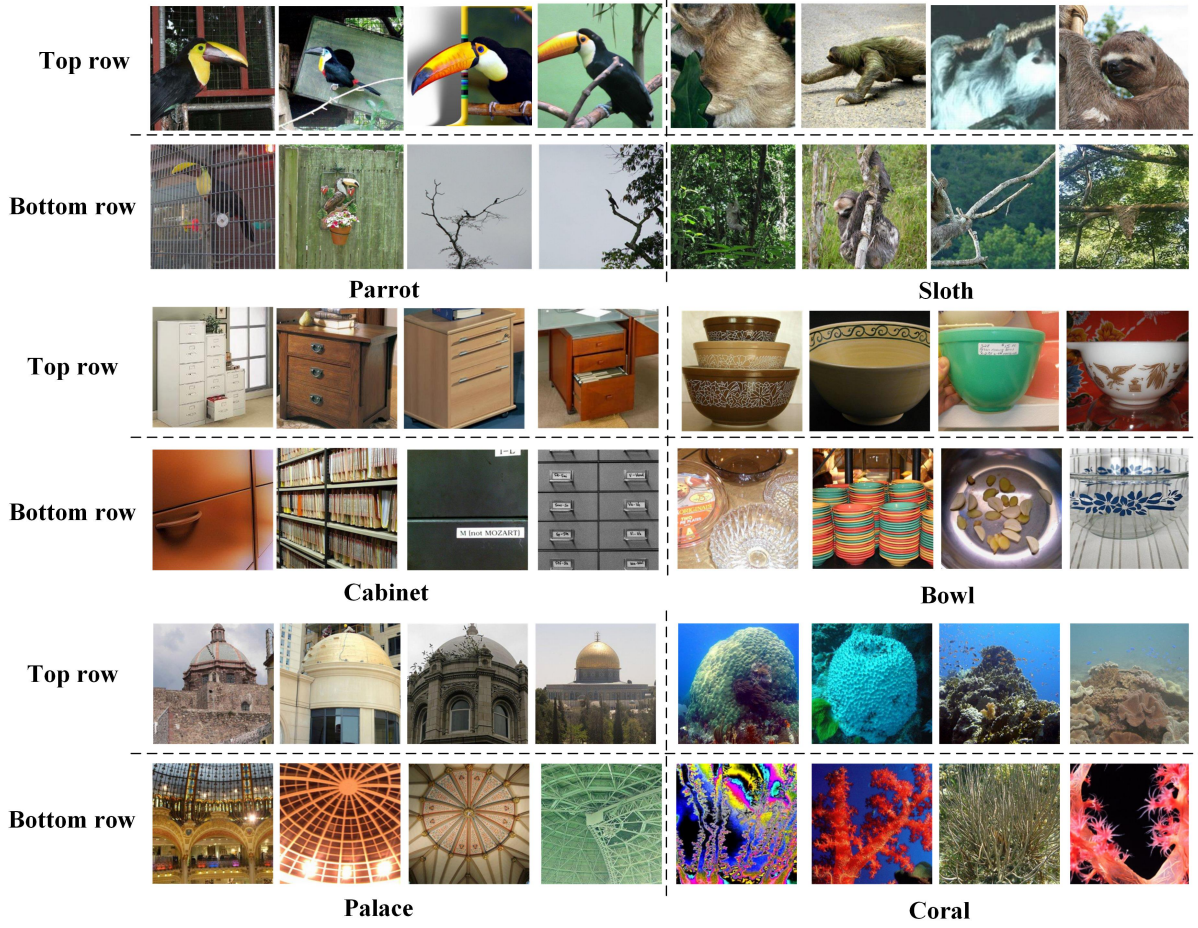 Top row
Bottom row
Parrot
Sloth
Top row
Bottom row
M [not MOZART]
Cabinet
Bowl
Top row
Bottom row
Palace
Coral